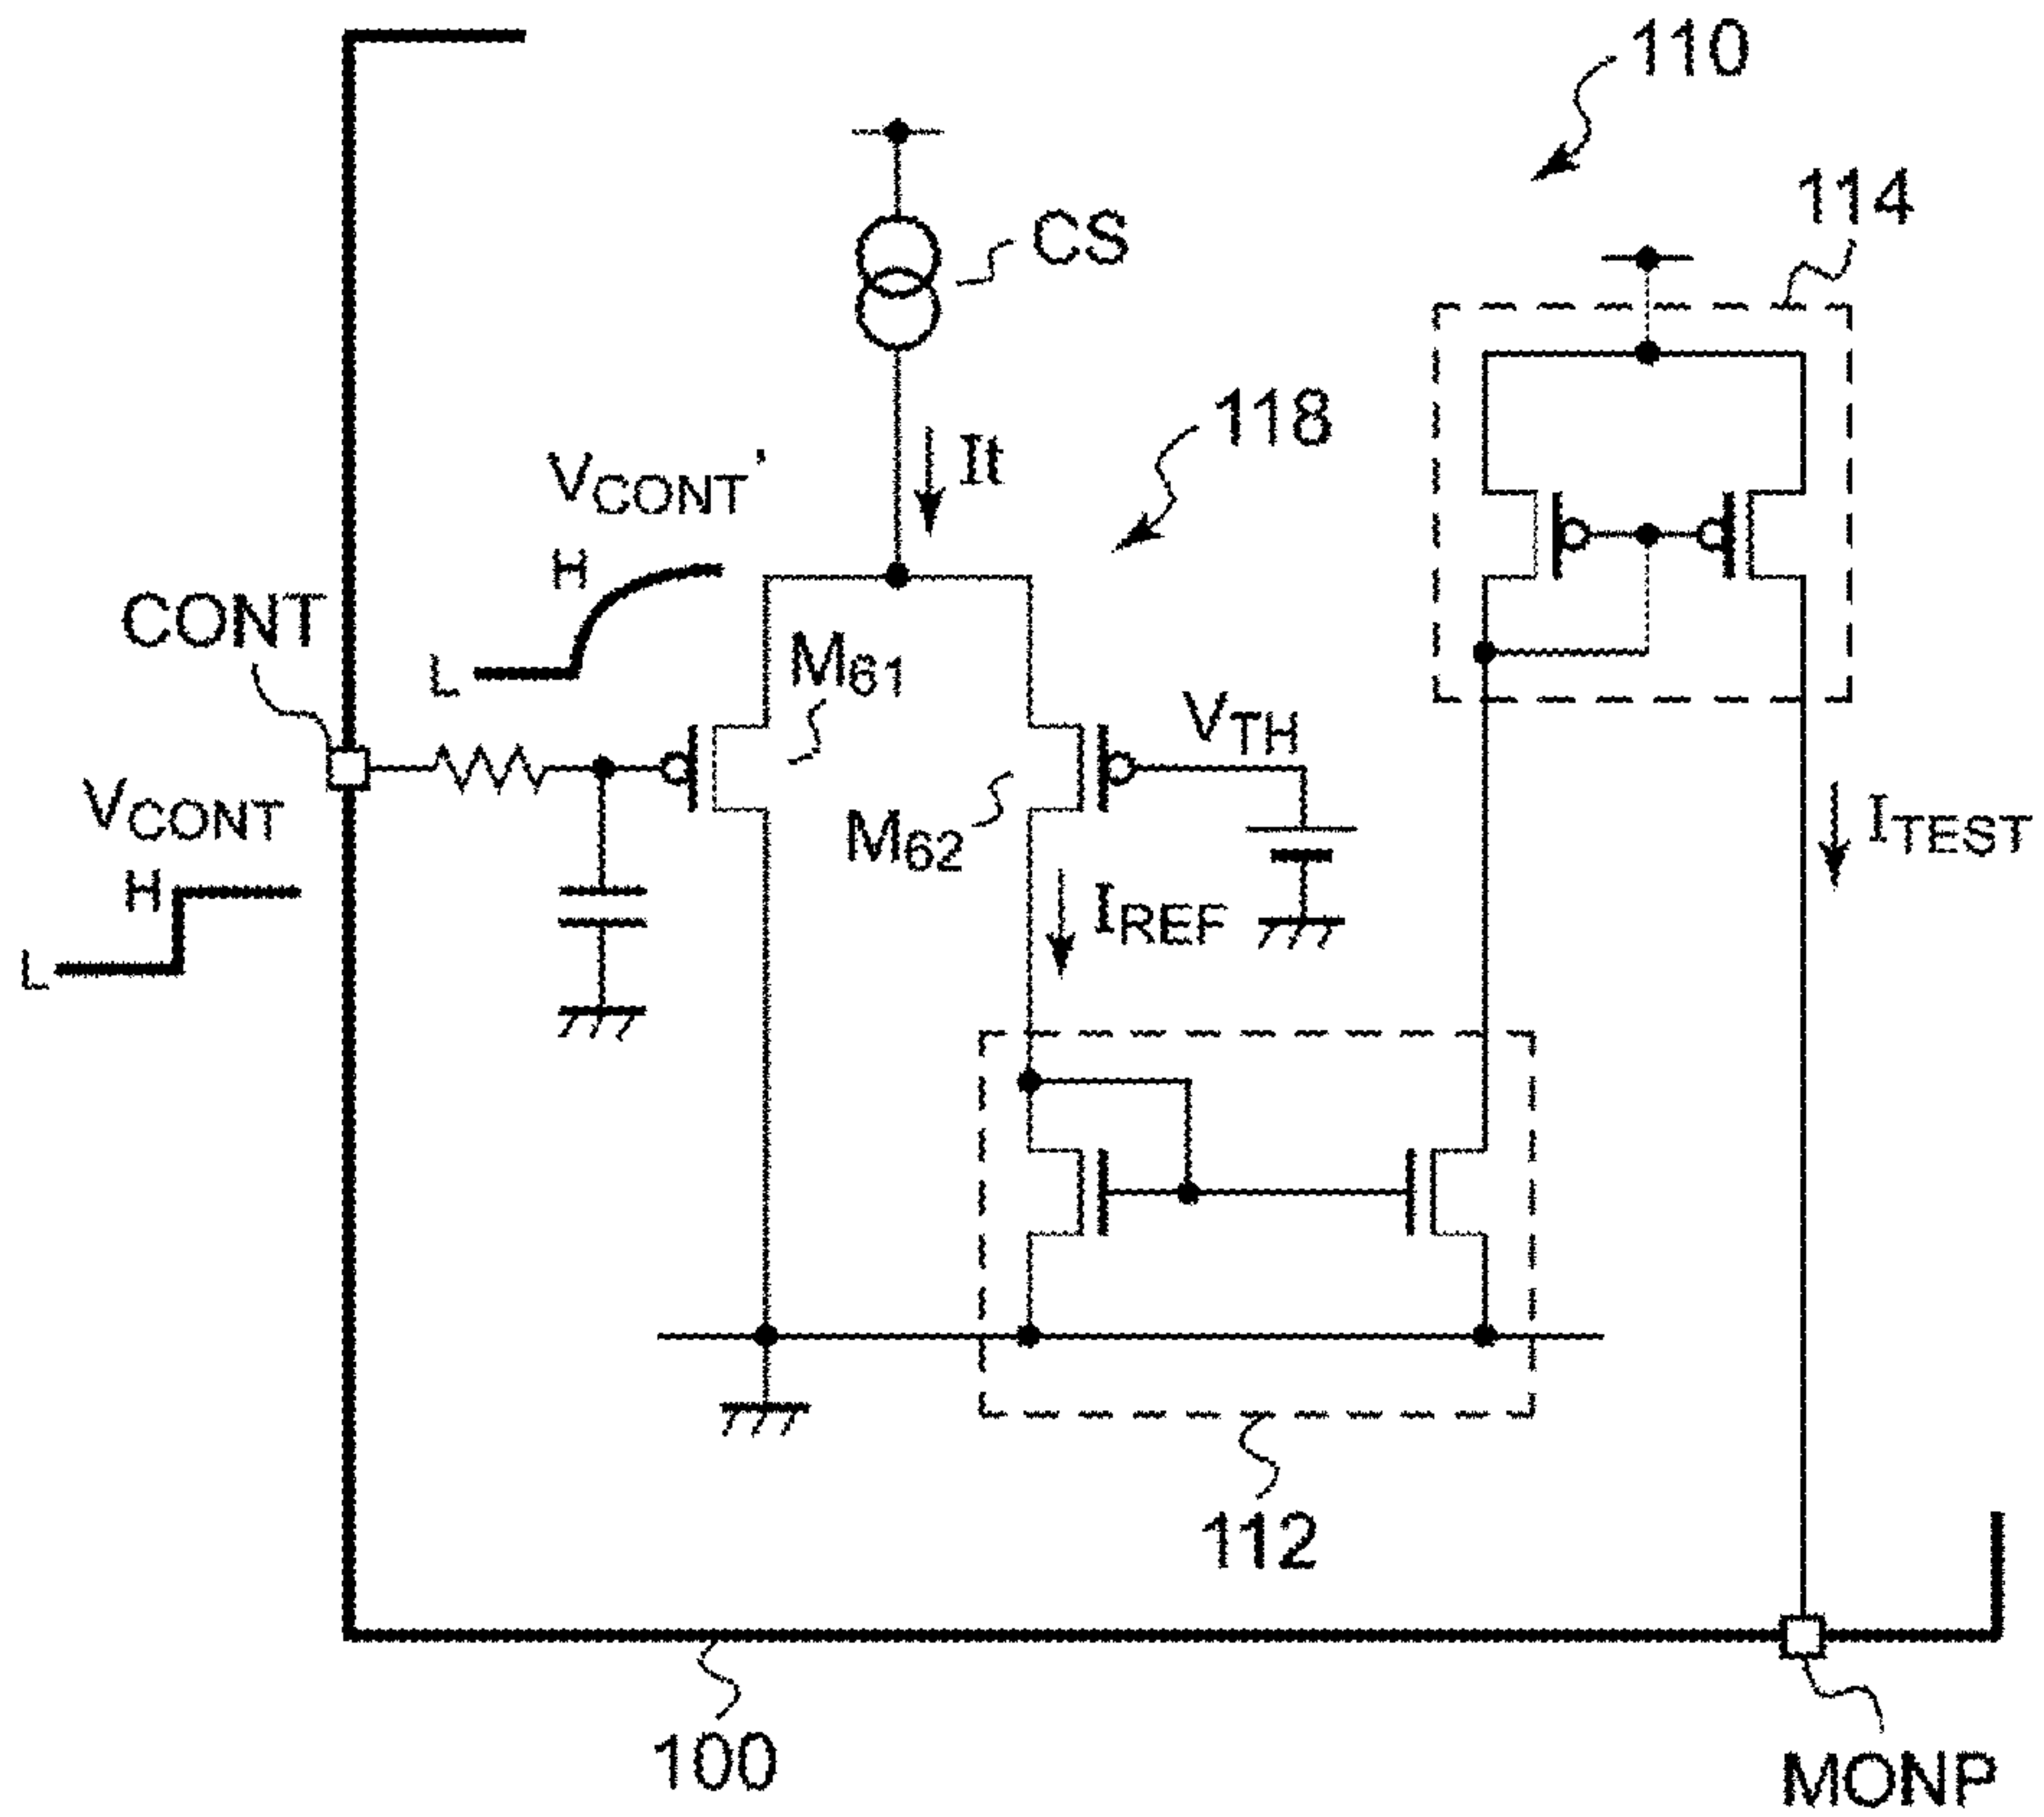 110
114
CS
118
It
VCONT'
H
L
CONT
M61
VTH
M62
VCONT
H
L
ITEST
IREF
112
100
MONP